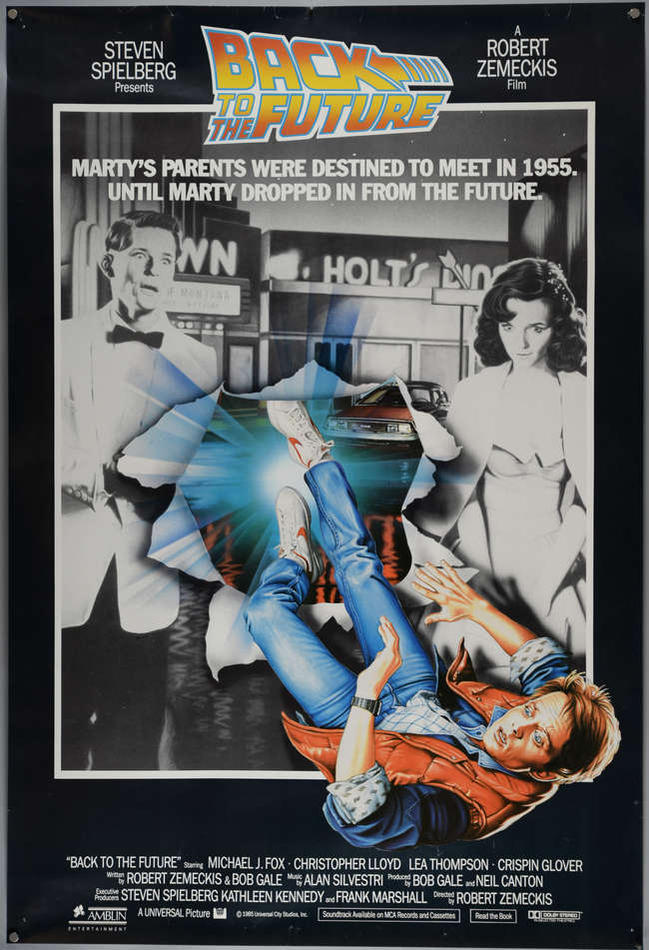 STEVEN SPIELBERG Presents
A ROBERT ZEMECKIS Film
BACK TO THE FUTURE
MARTY'S PARENTS WERE DESTINED TO MEET IN 1955.
UNTIL MARTY DROPPED IN FROM THE FUTURE.
WN
HOLT'S DIN
MONTANA
"BACK TO THE FUTURE" Starring MICHAEL J. FOX · CHRISTOPHER LLOYD LEA THOMPSON · CRISPIN GLOVER
Written by ROBERT ZEMECKIS & BOB GALE Music by ALAN SILVESTRI Produced by BOB GALE and NEIL CANTON
Executive Producers STEVEN SPIELBERG KATHLEEN KENNEDY and FRANK MARSHALL Directed by ROBERT ZEMECKIS
AMBLIN ENTERTAINMENT
A UNIVERSAL Picture
© 1985 Universal City Studios, Inc.
Soundtrack Available on MCA Records and Cassettes
Read the Book
DOLBY STEREO